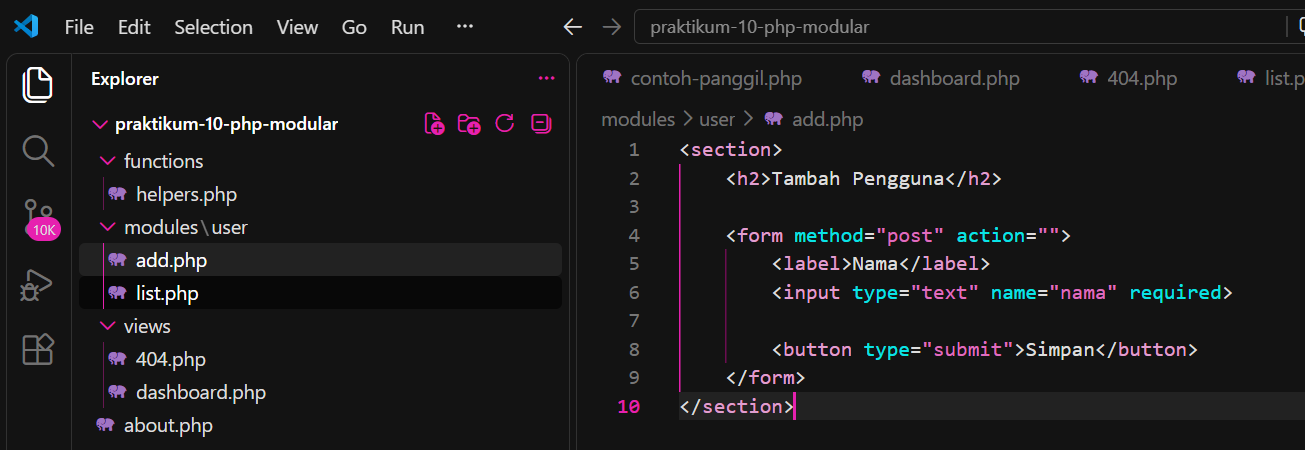 File Edit Selection View Go Run ... praktikum-10-php-modular
Explorer ...
contoh-panggil.php dashboard.php 404.php list.p
praktikum-10-php-modular
functions
helpers.php
modules\user
add.php
list.php
views
404.php
dashboard.php
about.php
10K
modules > user > add.php
1 <section>
2 <h2>Tambah Pengguna</h2>
3
4 <form method="post" action="">
5 <label>Nama</label>
6 <input type="text" name="nama" required>
7
8 <button type="submit">Simpan</button>
9 </form>
10 </section>